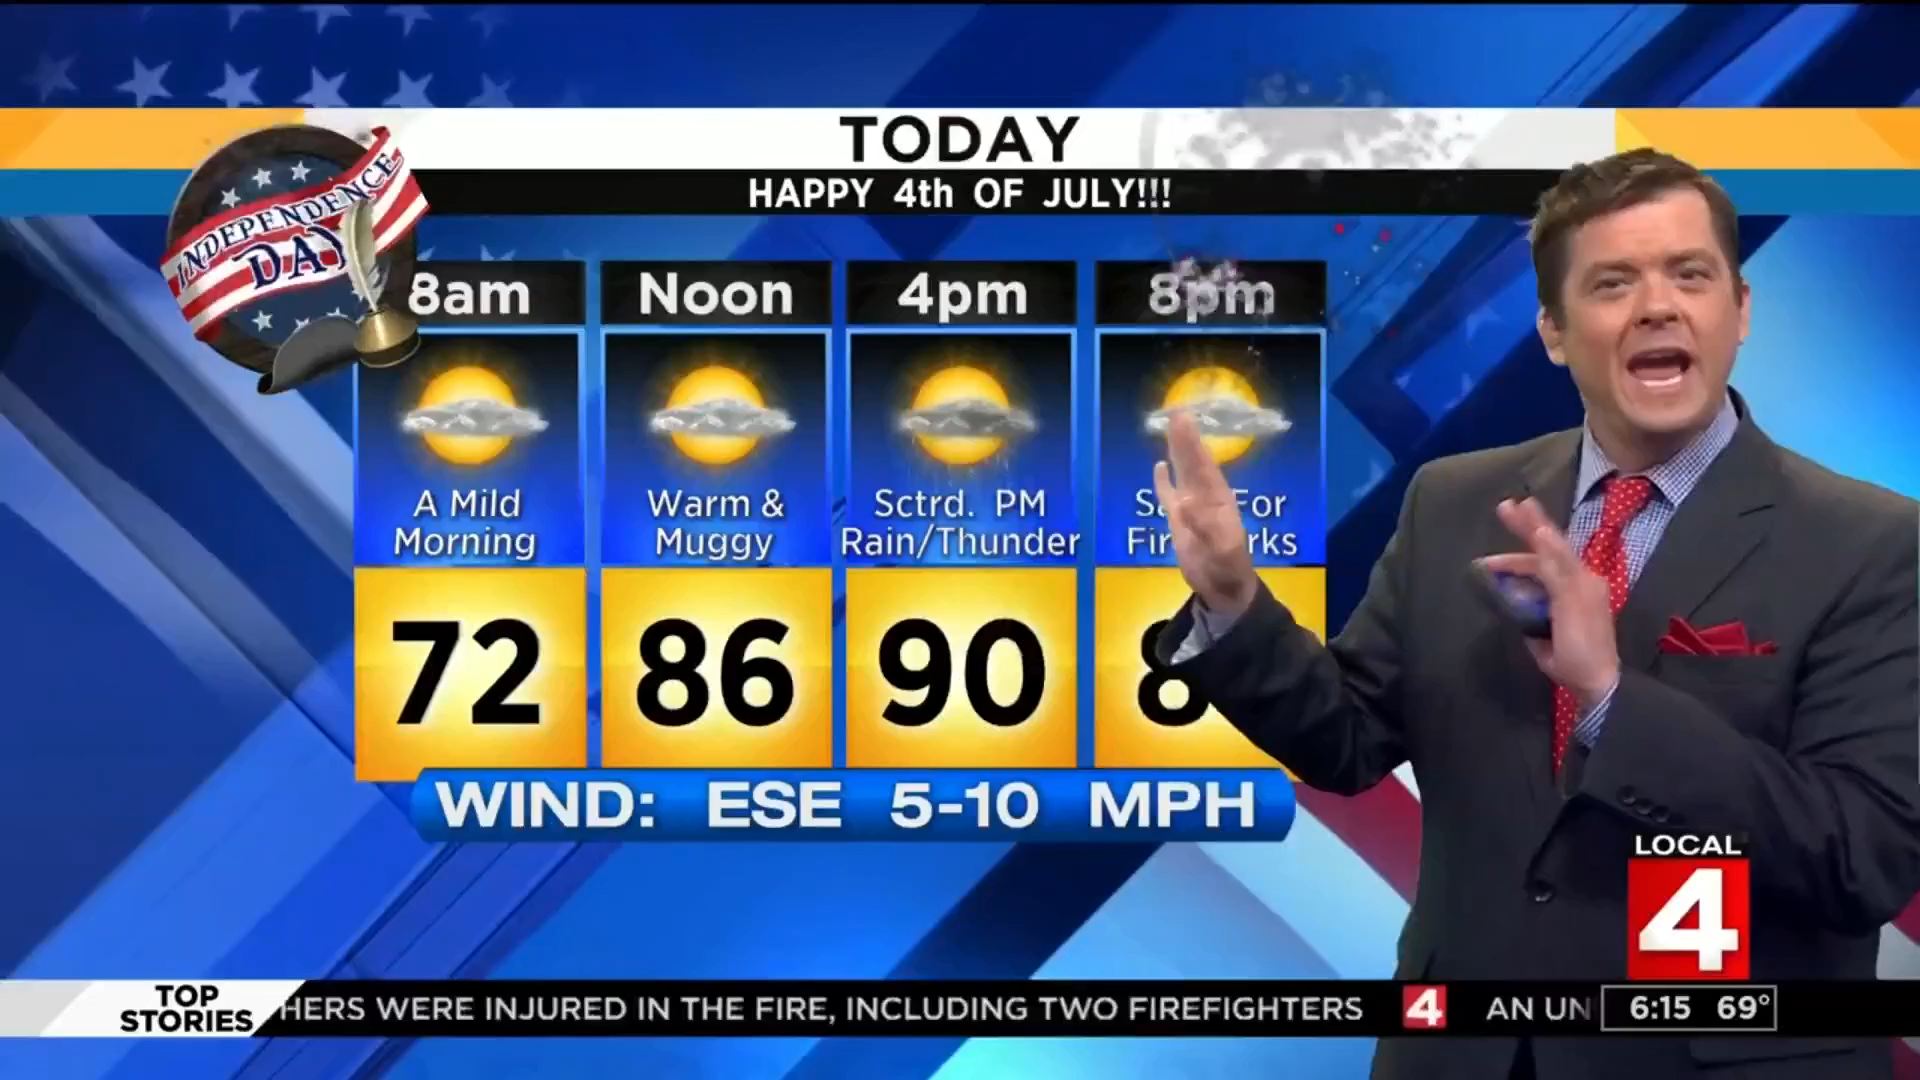 TODAY
HAPPY 4th OF JULY!!!
INDEPENDENCE
DAY
8am
Noon
4pm
8pm
A Mild
Morning
Warm &
Muggy
Sctrd. PM
Rain/Thunder
For
72
86
90
WIND: ESE 5-10 MPH
LOCAL
4
TOP
STORIES
HERS WERE INJURED IN THE FIRE, INCLUDING TWO FIREFIGHTERS 4 AN UN
6:15 69°